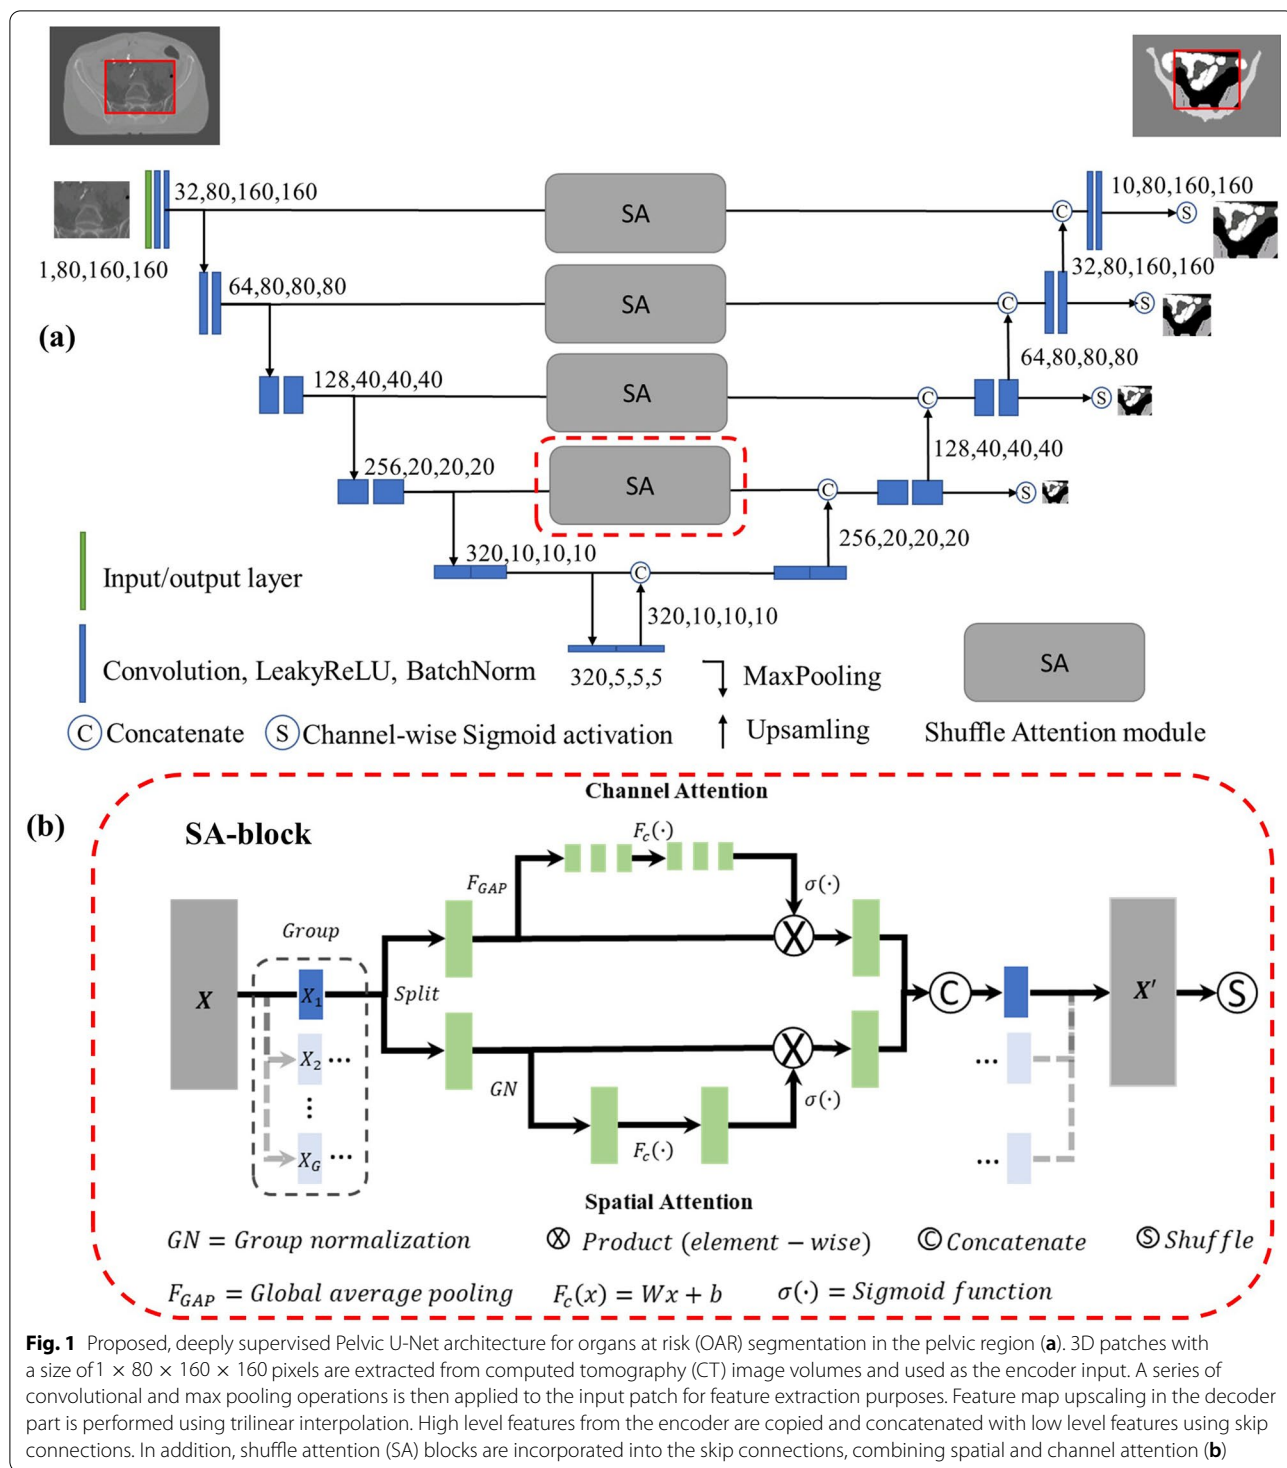 32,80,160,160
SA
10,80,160,160
C
S
1,80,160,160
64,80,80,80
SA
32,80,160,160
C
S
(a)
128,40,40,40
SA
64,80,80,80
C
S
256,20,20,20
SA
128,40,40,40
C
S
320,10,10,10
C
256,20,20,20
Input/output layer
320,10,10,10
Convolution, LeakyReLU, BatchNorm
320,5,5,5
MaxPooling
SA
C Concatenate
S Channel-wise Sigmoid activation
Upsamling
Shuffle Attention module
Channel Attention
(b)
SA-block
F_c(·)
F_GAP
σ(·)
Group
X
X_1
Split
C
X′
S
X_2 ...
...
GN
σ(·)
X_G ...
F_c(·)
...
Spatial Attention
GN = Group normalization
⊗ Product (element − wise)
© Concatenate
Ⓢ Shuffle
F_GAP = Global average pooling
F_c(x) = Wx + b
σ(·) = Sigmoid function
Fig. 1 Proposed, deeply supervised Pelvic U-Net architecture for organs at risk (OAR) segmentation in the pelvic region (a). 3D patches with
a size of 1 × 80 × 160 × 160 pixels are extracted from computed tomography (CT) image volumes and used as the encoder input. A series of
convolutional and max pooling operations is then applied to the input patch for feature extraction purposes. Feature map upscaling in the decoder
part is performed using trilinear interpolation. High level features from the encoder are copied and concatenated with low level features using skip
connections. In addition, shuffle attention (SA) blocks are incorporated into the skip connections, combining spatial and channel attention (b)